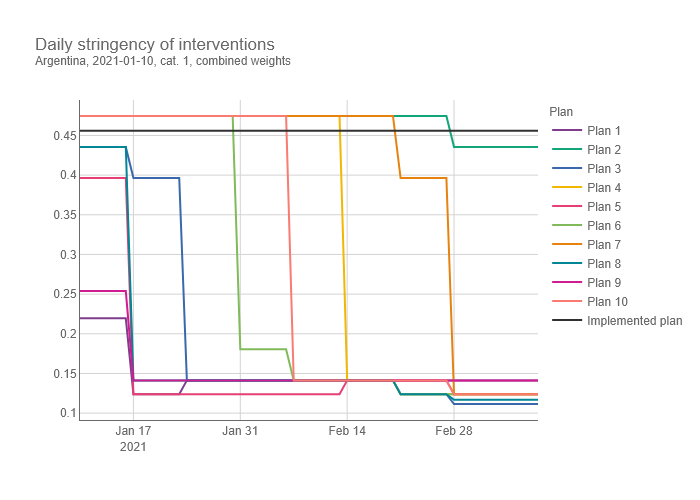 Daily stringency of interventions
Argentina, 2021-01-10, cat. 1, combined weights
Plan
Plan 1
Plan 2
Plan 3
Plan 4
Plan 5
Plan 6
Plan 7
Plan 8
Plan 9
Plan 10
Implemented plan
0.45
0.4
0.35
0.3
0.25
0.2
0.15
0.1
Jan 17
2021
Jan 31
Feb 14
Feb 28